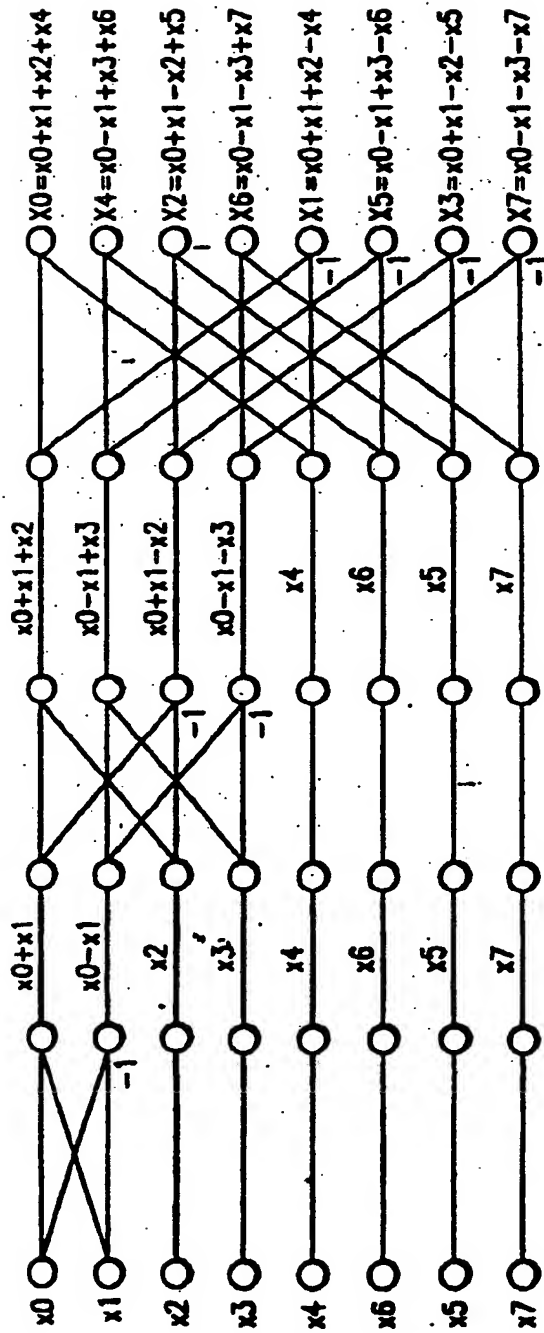 x0
x1
x2
x3
x4
x6
x5
x7
-1
x0+x1
x0-x1
x2
x3
x4
x6
x5
x7
-1
-1
x0+x1+x2
x0-x1+x3
x0+x1-x2
x0-x1-x3
x4
x6
x5
x7
-1
-1
-1
-1
X0=x0+x1+x2+x4
X4=x0-x1+x3+x6
X2=x0+x1-x2+x5
X6=x0-x1-x3+x7
X1=x0+x1+x2-x4
X5=x0-x1+x3-x6
X3=x0+x1-x2-x5
X7=x0-x1-x3-x7